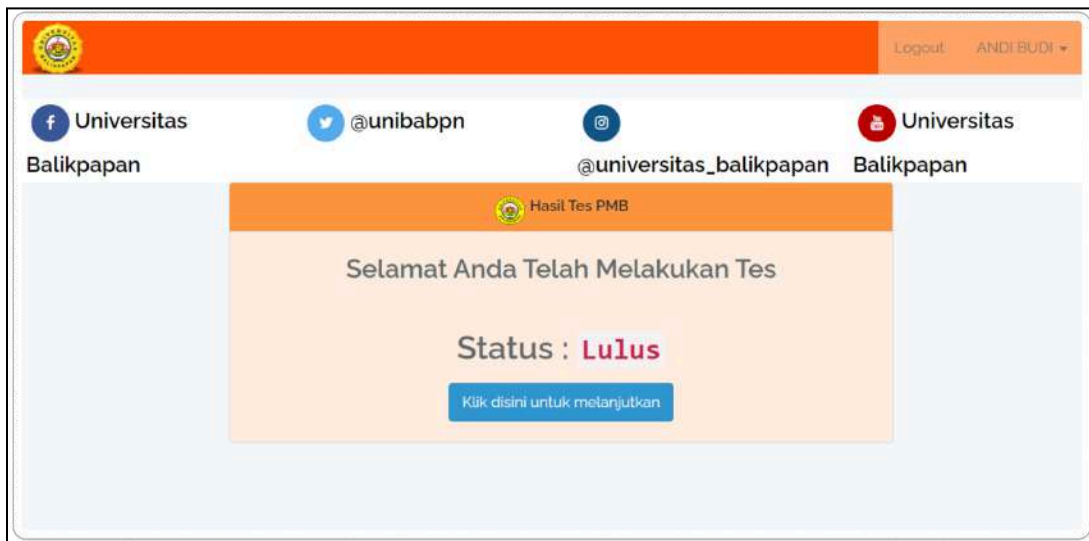 Logout ANDI BUDI
Universitas Balikpapan
@unibabpn
@universitas_balikpapan
Universitas Balikpapan
Hasil Tes PMB
Selamat Anda Telah Melakukan Tes
Status : Lulus
Klik disini untuk melanjutkan